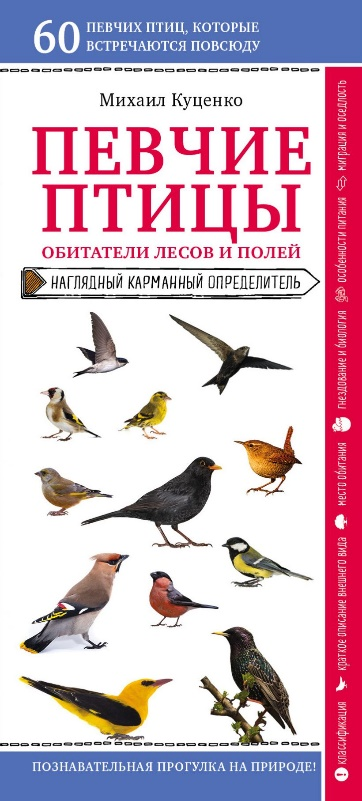 60 ПЕВЧИХ ПТИЦ, КОТОРЫЕ
ВСТРЕЧАЮТСЯ ПОВСЮДУ
Михаил Куценко
ПЕВЧИЕ
ПТИЦЫ
ОБИТАТЕЛИ ЛЕСОВ И ПОЛЕЙ
НАГЛЯДНЫЙ КАРМАННЫЙ ОПРЕДЕЛИТЕЛЬ
классификация
краткое описание внешнего вида
место обитания
гнездование и биология
особенности питания
миграция и оседлость
ПОЗНАВАТЕЛЬНАЯ ПРОГУЛКА НА ПРИРОДЕ!